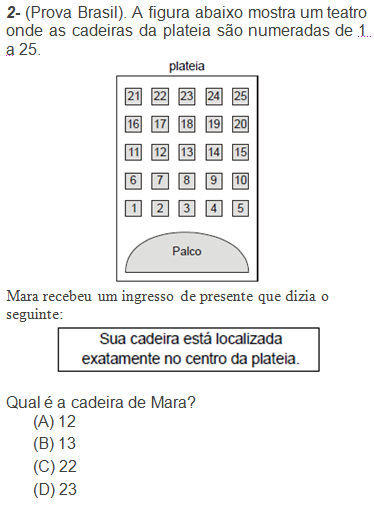 2- (Prova Brasil). A figura abaixo mostra um teatro
onde as cadeiras da plateia são numeradas de 1
a 25.
plateia
21 22 23 24 25
16 17 18 19 20
11 12 13 14 15
6 7 8 9 10
1 2 3 4 5
Palco
Mara recebeu um ingresso de presente que dizia o
seguinte:
Sua cadeira está localizada
exatamente no centro da plateia.
Qual é a cadeira de Mara?
(A) 12
(B) 13
(C) 22
(D) 23